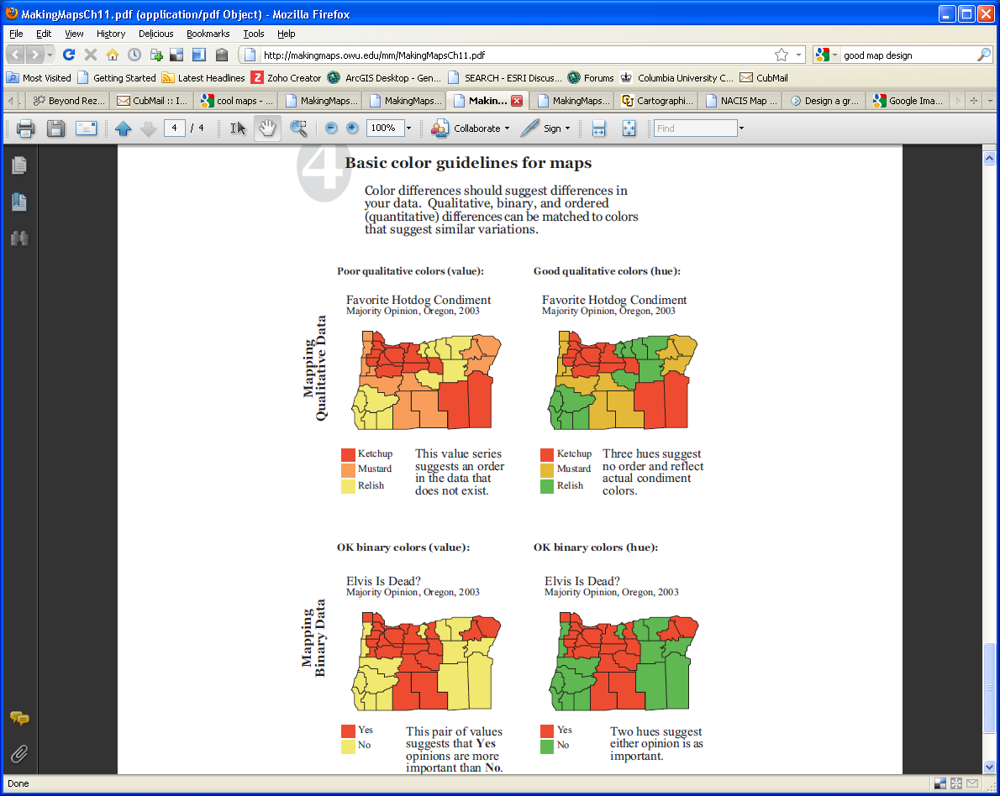 MakingMapsCh11.pdf (application/pdf Object) - Mozilla Firefox
File Edit View History Delicious Bookmarks Tools Help
http://makingmaps.owu.edu/mm/MakingMapsCh11.pdf
good map design
Most Visited Getting Started Latest Headlines Zoho Creator ArcGIS Desktop - Gen... SEARCH - ESRI Discus... Forums Columbia University C... CubMail
Beyond Rez... CubMail :: I... cool maps - ... MakingMaps... MakingMaps... Makin... MakingMaps... Cartographi... NACIS Map ... Design a gr... Google Ima...
4 / 4 100% Collaborate Sign Find
4
Basic color guidelines for maps
Color differences should suggest differences in
your data. Qualitative, binary, and ordered
(quantitative) differences can be matched to colors
that suggest similar variations.
Mapping
Qualitative Data
Poor qualitative colors (value):
Favorite Hotdog Condiment
Majority Opinion, Oregon, 2003
Ketchup
Mustard
Relish
This value series
suggests an order
in the data that
does not exist.
Good qualitative colors (hue):
Favorite Hotdog Condiment
Majority Opinion, Oregon, 2003
Ketchup
Mustard
Relish
Three hues suggest
no order and reflect
actual condiment
colors.
Mapping
Binary Data
OK binary colors (value):
Elvis Is Dead?
Majority Opinion, Oregon, 2003
Yes
No
This pair of values
suggests that Yes
opinions are more
important than No.
OK binary colors (hue):
Elvis Is Dead?
Majority Opinion, Oregon, 2003
Yes
No
Two hues suggest
either opinion is as
important.
Done